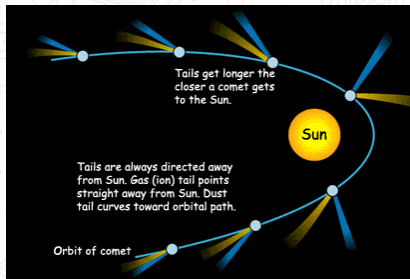 Tails get longer the
closer a comet gets
to the Sun.
Sun
Tails are always directed away
from Sun. Gas (ion) tail points
straight away from Sun. Dust
tail curves toward orbital path.
Orbit of comet